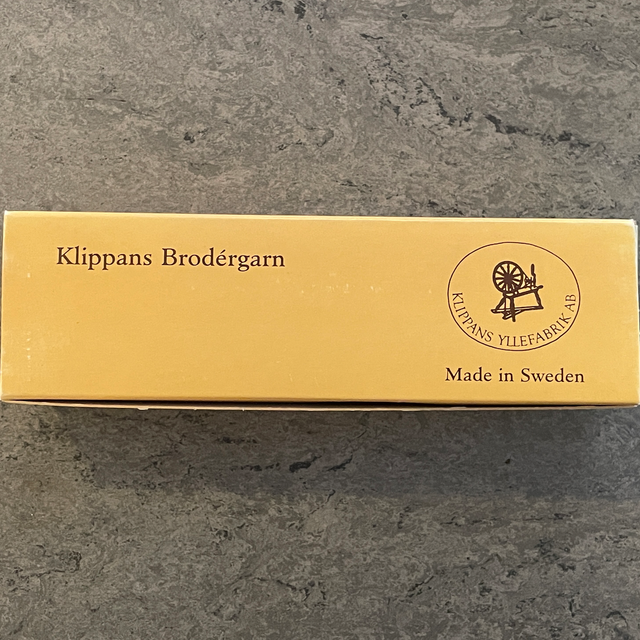 Klippans Brodérgarn
KLIPPANS YLLEFABRIK AB
Made in Sweden